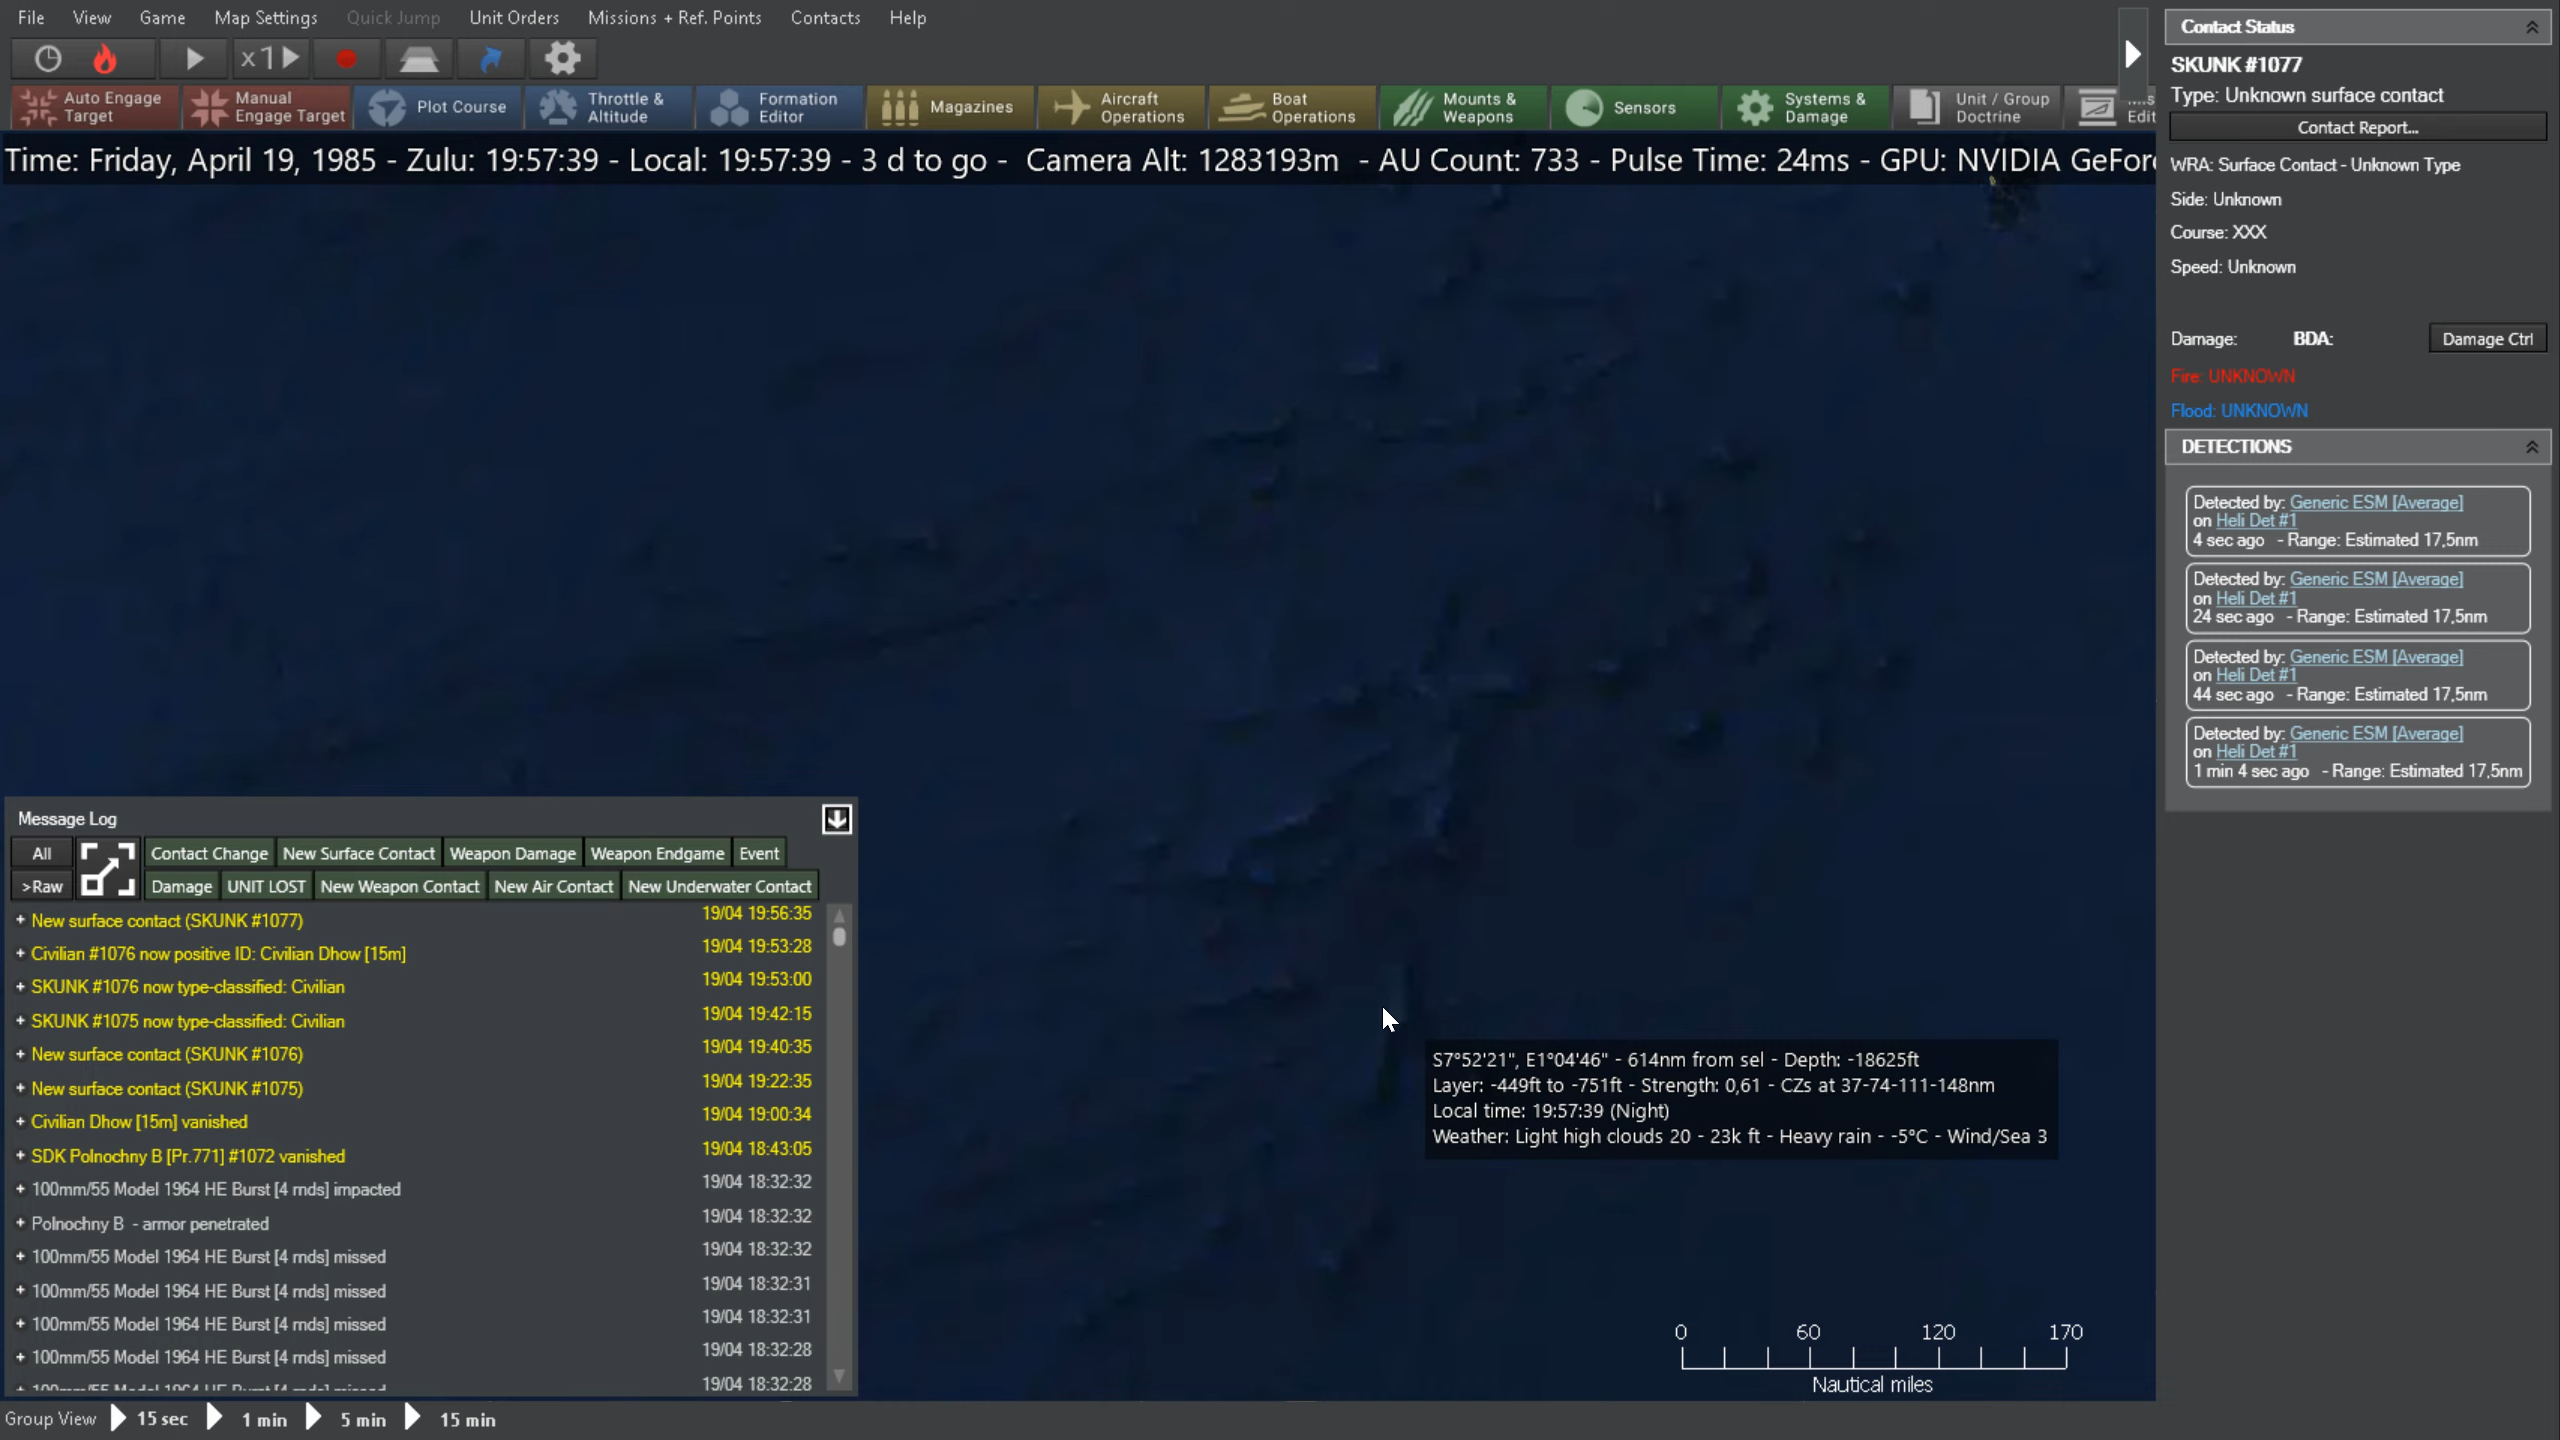 File View Game Map Settings Quick Jump Unit Orders Missions + Ref. Points Contacts Help
x1
Auto Engage Target
Manual Engage Target
Plot Course
Throttle & Altitude
Formation Editor
Magazines
Aircraft Operations
Boat Operations
Mounts & Weapons
Sensors
Systems & Damage
Unit / Group Doctrine
Time: Friday, April 19, 1985 - Zulu: 19:57:39 - Local: 19:57:39 - 3 d to go - Camera Alt: 1283193m - AU Count: 733 - Pulse Time: 24ms - GPU: NVIDIA GeForc
Contact Status
SKUNK #1077
Type: Unknown surface contact
Contact Report...
WRA: Surface Contact - Unknown Type
Side: Unknown
Course: XXX
Speed: Unknown
Damage: BDA: Damage Ctrl
Fire: UNKNOWN
Flood: UNKNOWN
DETECTIONS
Detected by: Generic ESM [Average]
on Heli Det #1
4 sec ago - Range: Estimated 17,5nm
Detected by: Generic ESM [Average]
on Heli Det #1
24 sec ago - Range: Estimated 17,5nm
Detected by: Generic ESM [Average]
on Heli Det #1
44 sec ago - Range: Estimated 17,5nm
Detected by: Generic ESM [Average]
on Heli Det #1
1 min 4 sec ago - Range: Estimated 17,5nm
Message Log
All Contact Change New Surface Contact Weapon Damage Weapon Endgame Event
>Raw Damage UNIT LOST New Weapon Contact New Air Contact New Underwater Contact
+ New surface contact (SKUNK #1077) 19/04 19:56:35
+ Civilian #1076 now positive ID: Civilian Dhow [15m] 19/04 19:53:28
+ SKUNK #1076 now type-classified: Civilian 19/04 19:53:00
+ SKUNK #1075 now type-classified: Civilian 19/04 19:42:15
+ New surface contact (SKUNK #1076) 19/04 19:40:35
+ New surface contact (SKUNK #1075) 19/04 19:22:35
+ Civilian Dhow [15m] vanished 19/04 19:00:34
+ SDK Polnochny B [Pr.771] #1072 vanished 19/04 18:43:05
+ 100mm/55 Model 1964 HE Burst [4 rnds] impacted 19/04 18:32:32
+ Polnochny B - armor penetrated 19/04 18:32:32
+ 100mm/55 Model 1964 HE Burst [4 rnds] missed 19/04 18:32:32
+ 100mm/55 Model 1964 HE Burst [4 rnds] missed 19/04 18:32:31
+ 100mm/55 Model 1964 HE Burst [4 rnds] missed 19/04 18:32:31
+ 100mm/55 Model 1964 HE Burst [4 rnds] missed 19/04 18:32:28
19/04 18:32:28
S7°52'21", E1°04'46" - 614nm from sel - Depth: -18625ft
Layer: -449ft to -751ft - Strength: 0,61 - CZs at 37-74-111-148nm
Local time: 19:57:39 (Night)
Weather: Light high clouds 20 - 23k ft - Heavy rain - -5°C - Wind/Sea 3
0 60 120 170
Nautical miles
Group View 15 sec 1 min 5 min 15 min